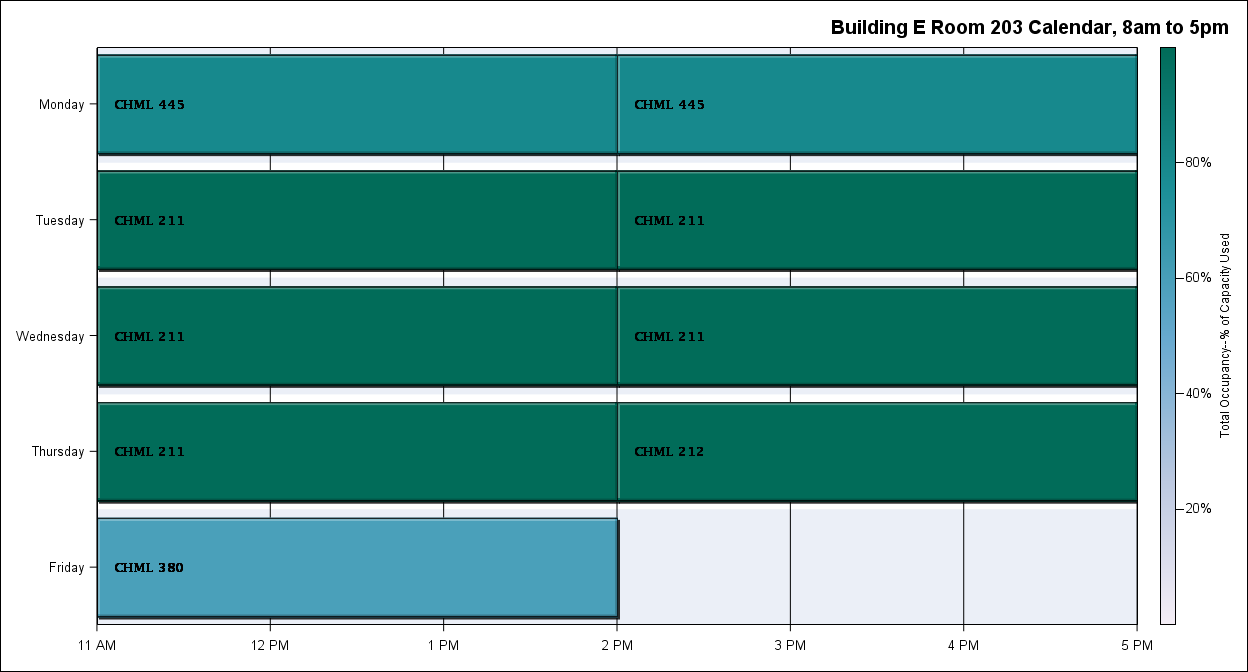 Building E Room 203 Calendar, 8am to 5pm
Monday
CHML 445
CHML 445
Tuesday
CHML 211
CHML 211
Wednesday
CHML 211
CHML 211
Thursday
CHML 211
CHML 212
Friday
CHML 380
11 AM
12 PM
1 PM
2 PM
3 PM
4 PM
5 PM
80%
60%
40%
20%
Total Occupancy--% of Capacity Used